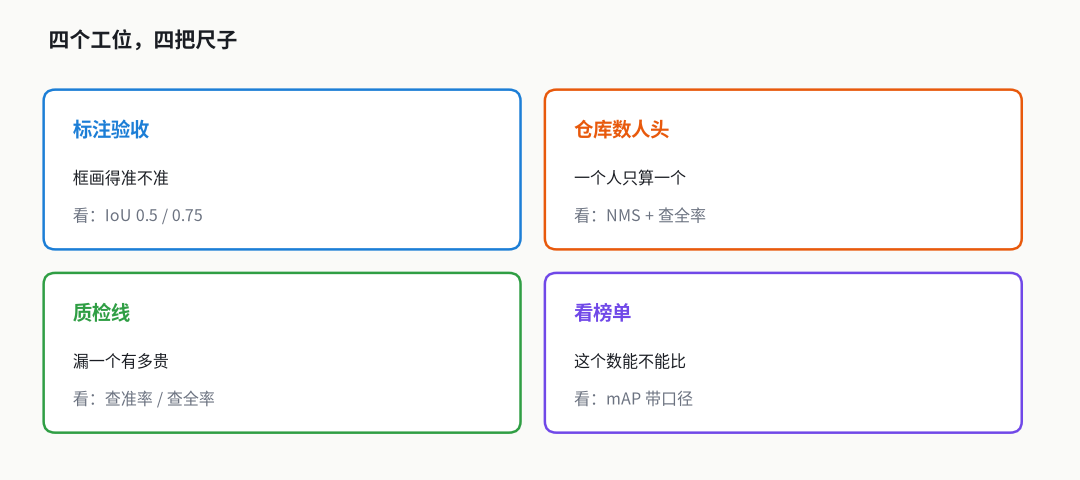 四个工位，四把尺子
标注验收
框画得准不准
看：IoU 0.5 / 0.75
仓库数人头
一个人只算一个
看：NMS + 查全率
质检线
漏一个有多贵
看：查准率 / 查全率
看榜单
这个数能不能比
看：mAP 带口径